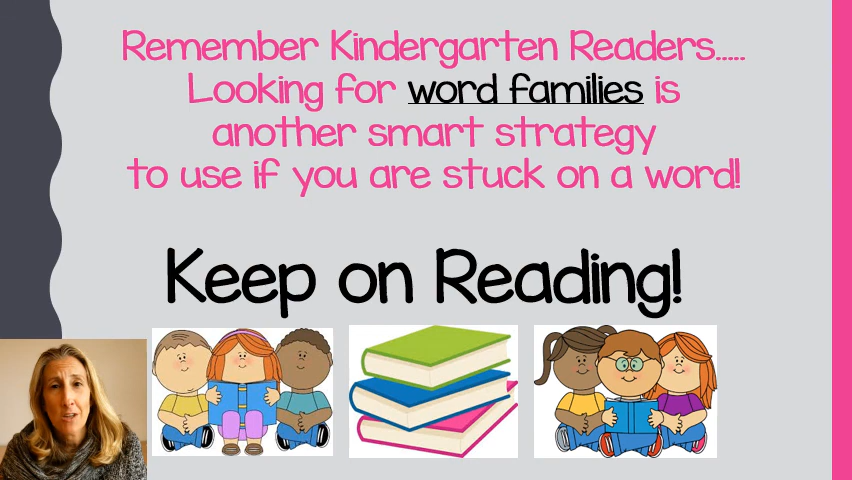 Remember Kindergarten Readers.....
Looking for word families is
another smart strategy
to use if you are stuck on a word!
Keep on Reading!